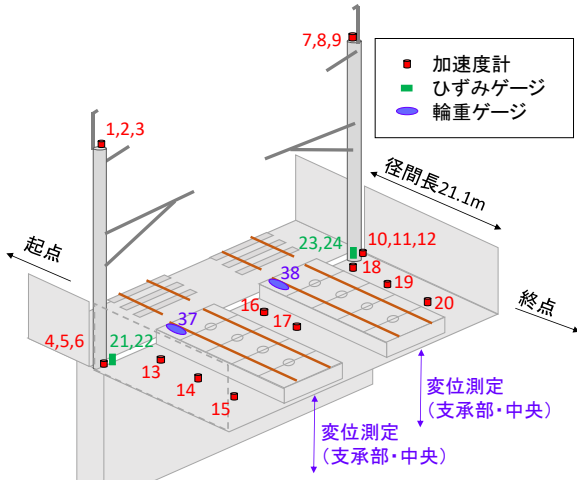 7,8,9
加速度計
ひずみゲージ
輪重ゲージ
1,2,3
径間長21.1m
起点
23,24
10,11,12
18
38
19
16
20
37
17
終点
4,5,6
21,22
13
14
15
変位測定
(支承部・中央)
変位測定
(支承部・中央)